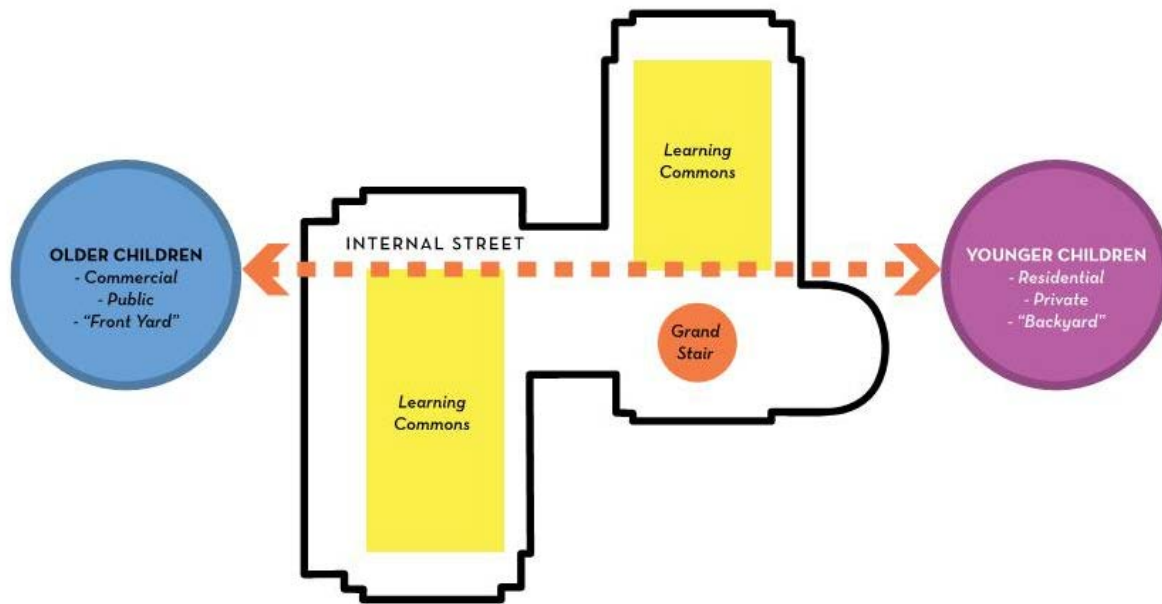 Learning
Commons
INTERNAL STREET
OLDER CHILDREN
- Commercial
- Public
- “Front Yard”
YOUNGER CHILDREN
- Residential
- Private
- “Backyard”
Grand
Stair
Learning
Commons